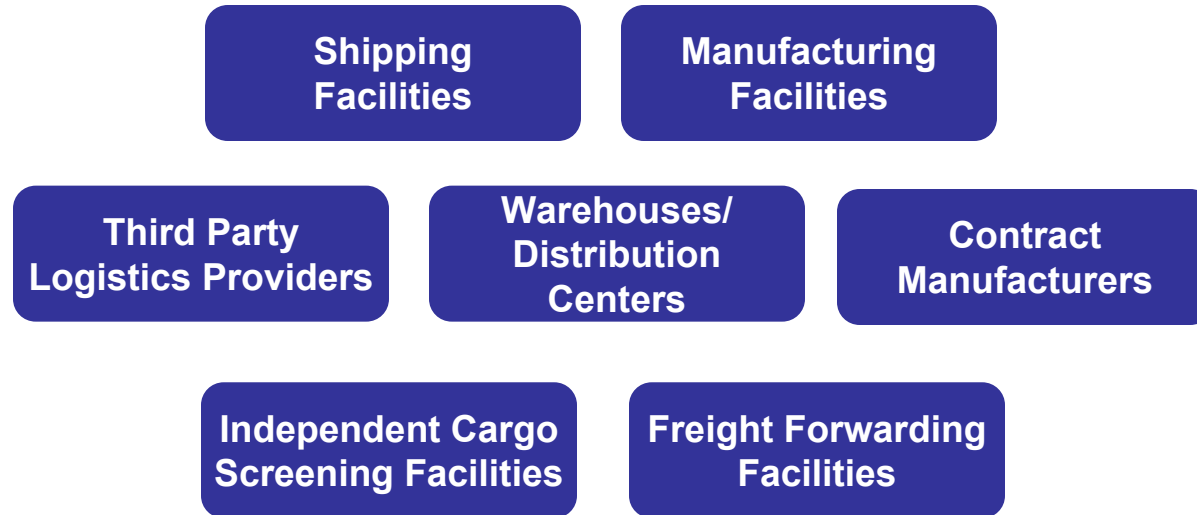 Shipping
Facilities
Manufacturing
Facilities
Third Party
Logistics Providers
Warehouses/
Distribution
Centers
Contract
Manufacturers
Independent Cargo
Screening Facilities
Freight Forwarding
Facilities